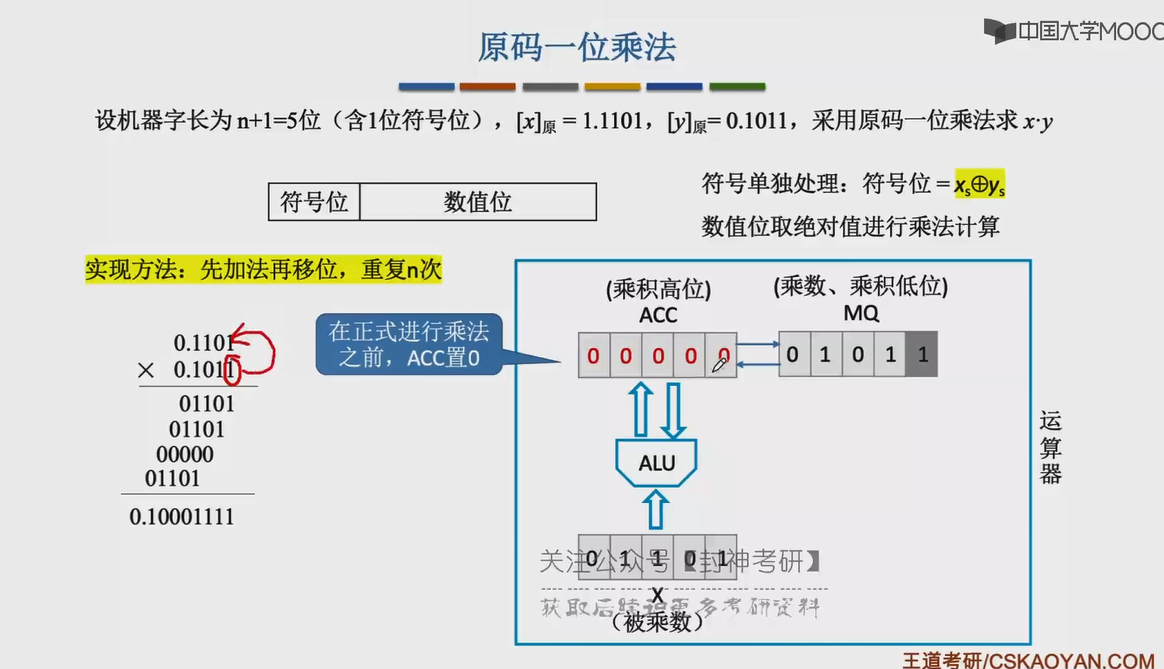 中国大学MOOC
原码一位乘法
设机器字长为 n+1=5位（含1位符号位），[x]原 = 1.1101，[y]原= 0.1011，采用原码一位乘法求 x·y
符号位 数值位
符号单独处理：符号位 = xs⊕ys
数值位取绝对值进行乘法计算
实现方法：先加法再移位，重复n次
0.1101
× 0.1011
01101
01101
00000
01101
0.10001111
在正式进行乘法
之前，ACC置0
(乘积高位)
ACC
(乘数、乘积低位)
MQ
0 0 0 0 0
0 1 0 1 1
ALU
运算器
0 1 1 0 1
X
（被乘数）
关注公众号【封神考研】
获取后续更多考研资料
王道考研/CSKAOYAN.COM